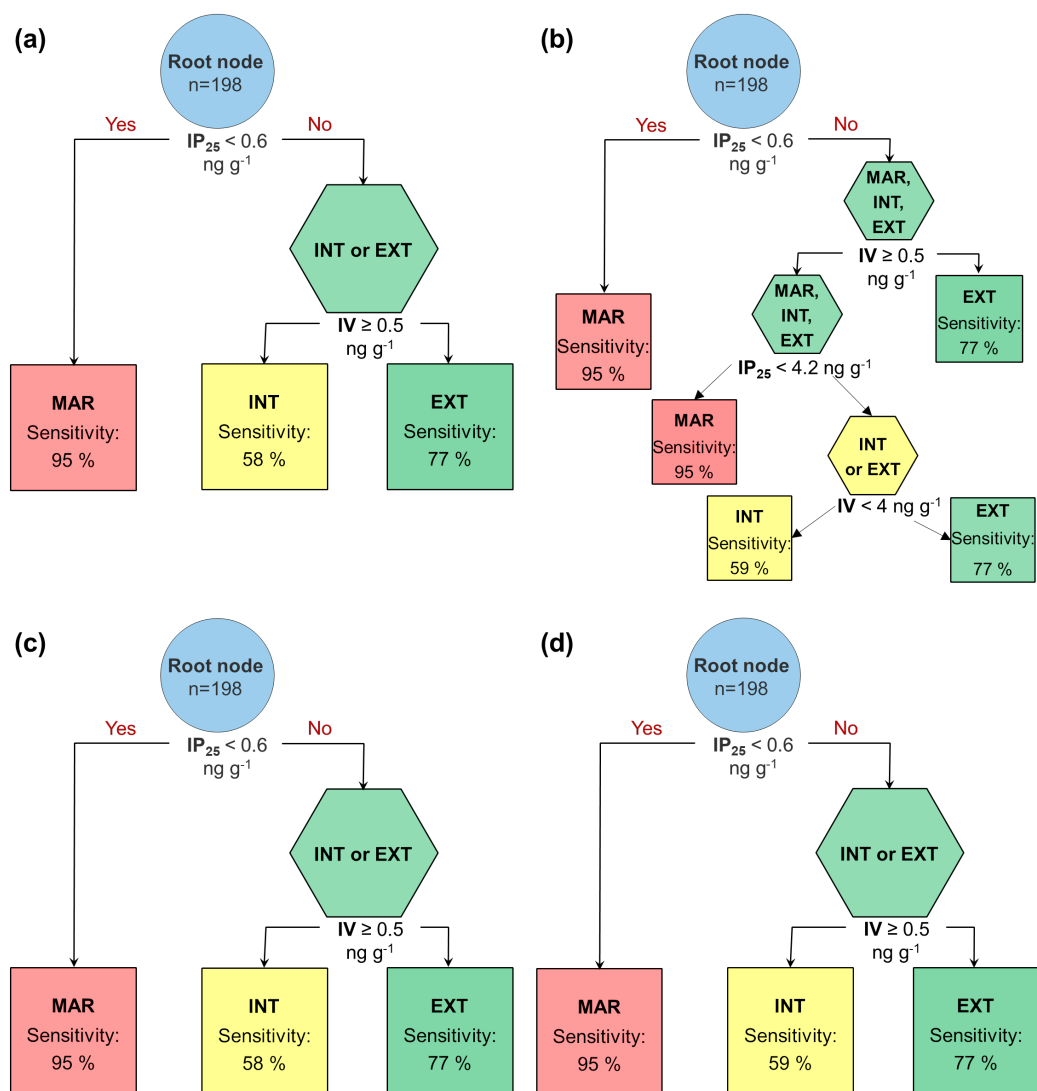 (a)
Root node
n=198
Yes
No
IP₂₅ < 0.6
ng g⁻¹
INT or EXT
IV ≥ 0.5
ng g⁻¹
MAR
Sensitivity:
95 %
INT
Sensitivity:
58 %
EXT
Sensitivity:
77 %
(b)
Root node
n=198
Yes
No
IP₂₅ < 0.6
ng g⁻¹
MAR,
INT,
EXT
IV ≥ 0.5
ng g⁻¹
MAR
Sensitivity:
95 %
MAR,
INT,
EXT
EXT
Sensitivity:
77 %
IP₂₅ < 4.2 ng g⁻¹
MAR
Sensitivity:
95 %
INT
or EXT
IV < 4 ng g⁻¹
INT
Sensitivity:
59 %
EXT
Sensitivity:
77 %
(c)
Root node
n=198
Yes
No
IP₂₅ < 0.6
ng g⁻¹
INT or EXT
IV ≥ 0.5
ng g⁻¹
MAR
Sensitivity:
95 %
INT
Sensitivity:
58 %
EXT
Sensitivity:
77 %
(d)
Root node
n=198
Yes
No
IP₂₅ < 0.6
ng g⁻¹
INT or EXT
IV ≥ 0.5
ng g⁻¹
MAR
Sensitivity:
95 %
INT
Sensitivity:
59 %
EXT
Sensitivity:
77 %